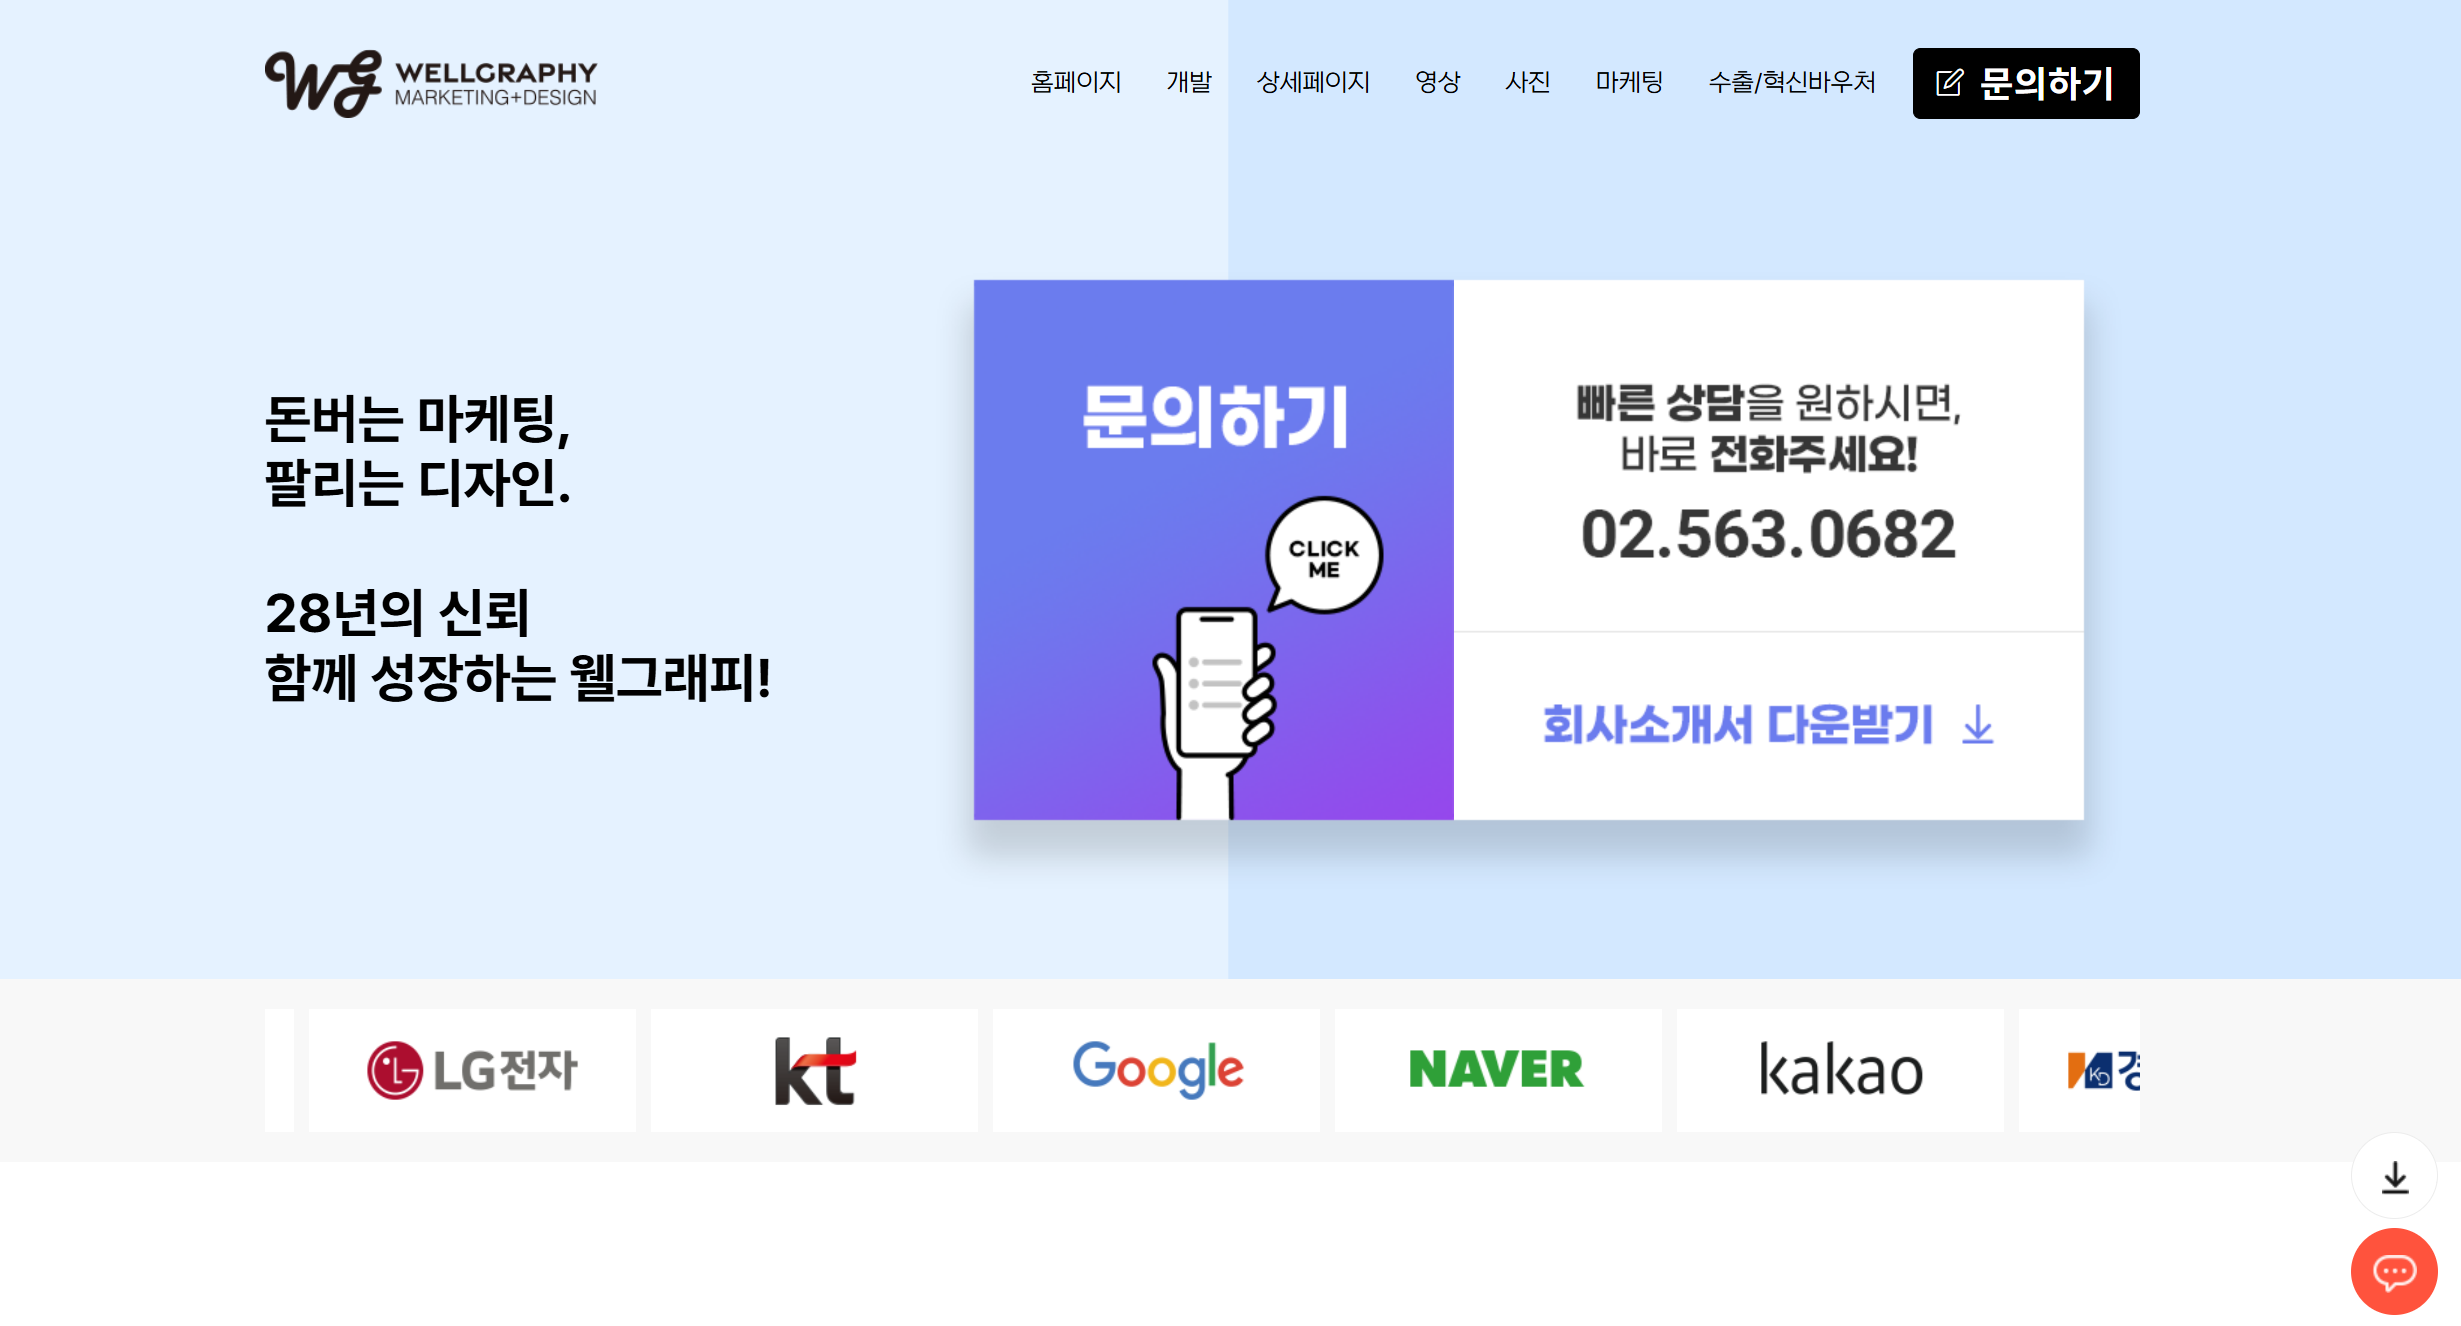 WG WELLGRAPHY
MARKETING+DESIGN
홈페이지 개발 상세페이지 영상 사진 마케팅 수출/혁신바우처 문의하기
돈버는 마케팅,
팔리는 디자인.
28년의 신뢰
함께 성장하는 웰그래피!
문의하기
CLICK
ME
빠른 상담을 원하시면,
바로 전화주세요!
02.563.0682
회사소개서 다운받기
LG전자 kt Google NAVER kakao KD